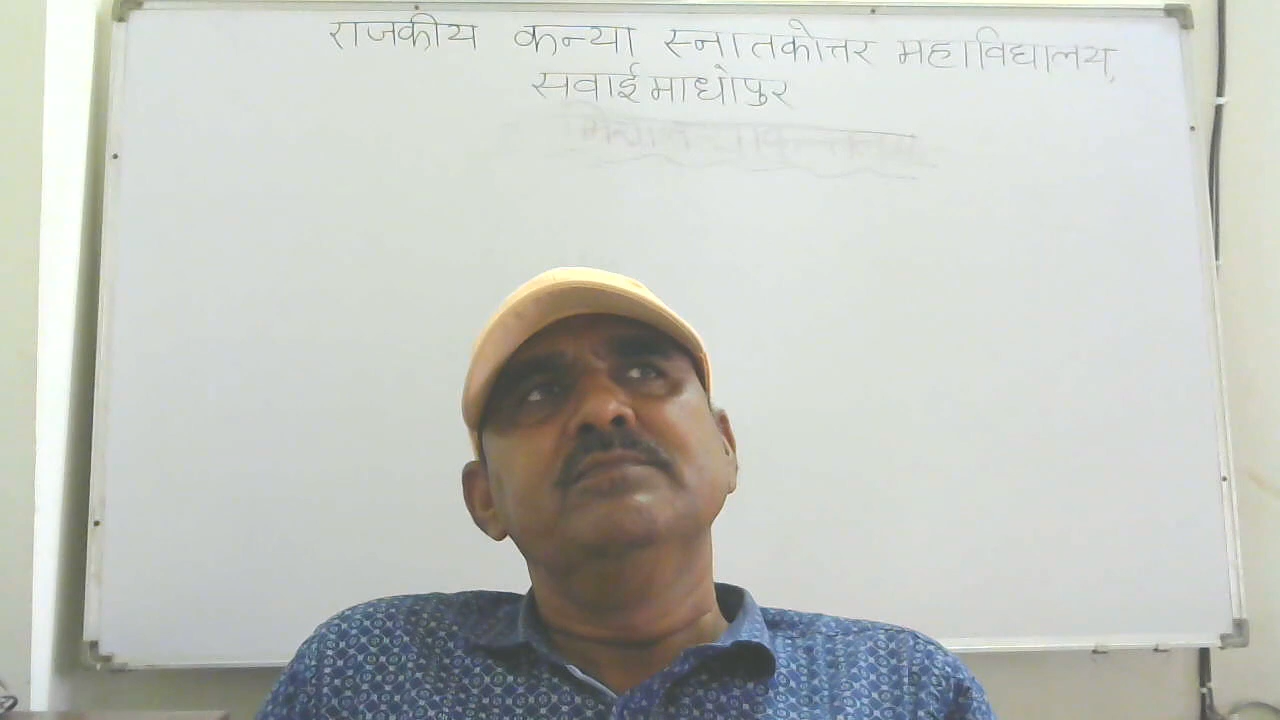 राजकीय कन्या स्नातकोत्तर महाविद्यालय,
सवाई माधोपुर